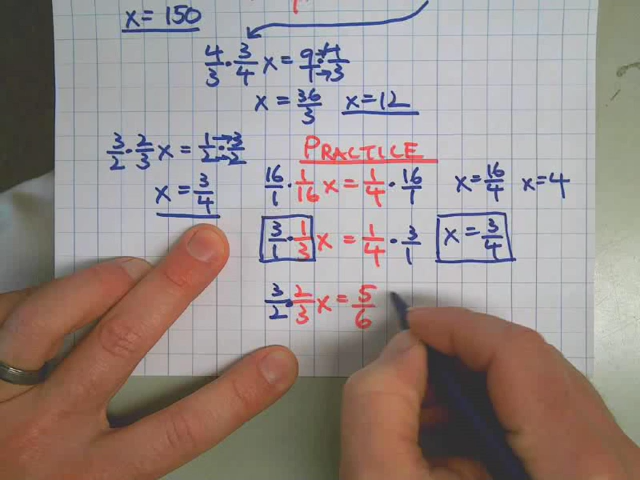 x = 150
4/3 · 3/4 x = 9/1 · 4/3
x = 36/3 x = 12
3/2 · 2/3 x = 1/2 · 3/2
x = 3/4
PRACTICE
16/1 · 1/16 x = 1/4 · 16/1 x = 16/4 x = 4
3/1 · 1/3 x = 1/4 · 3/1 x = 3/4
3/2 · 2/3 x = 5/6